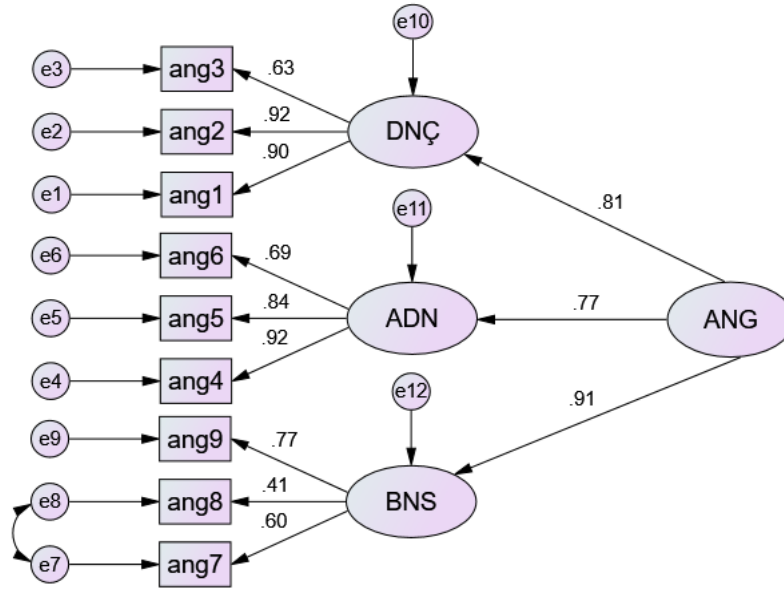 e10
e3 ang3 .63
e2 ang2 .92 DNÇ
e1 ang1 .90
.81
e11
e6 ang6 .69
e5 ang5 .84 ADN .77 ANG
e4 ang4 .92
e12
.91
e9 ang9 .77
e8 ang8 .41 BNS
e7 ang7 .60